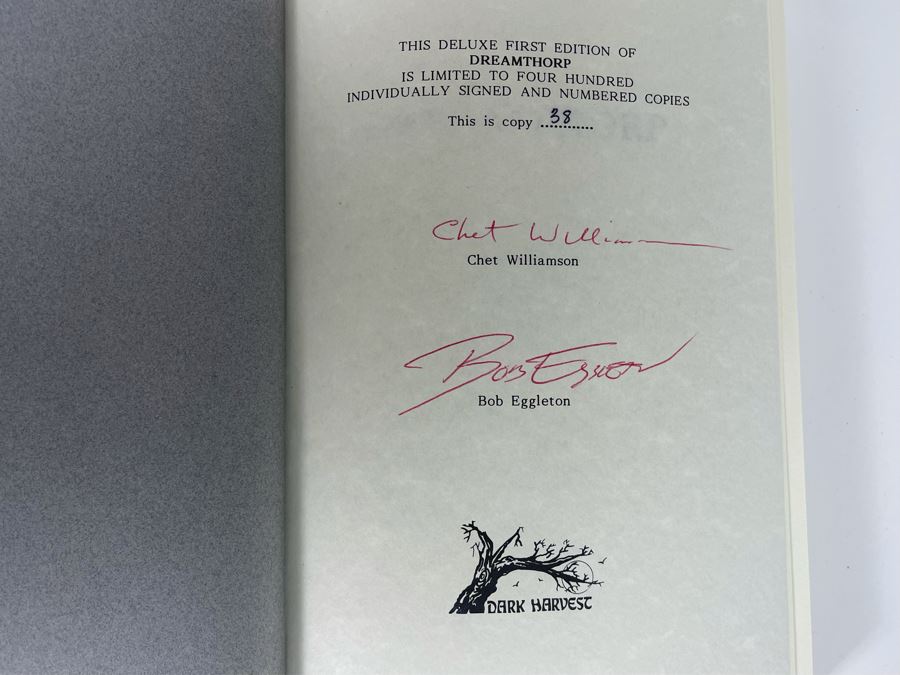 THIS DELUXE FIRST EDITION OF
DREAMTHORP
IS LIMITED TO FOUR HUNDRED
INDIVIDUALLY SIGNED AND NUMBERED COPIES
This is copy 38
Chet Williamson
Chet Williamson
Bob Eggleton
Bob Eggleton
DARK HARVEST